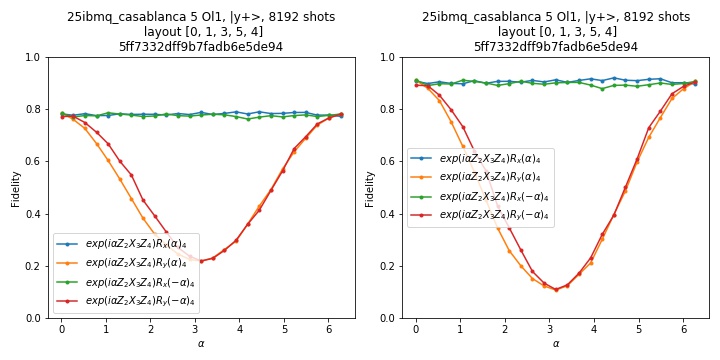 25ibmq_casablanca 5 Ol1, |y+>, 8192 shots
layout [0, 1, 3, 5, 4]
5ff7332dff9b7fadb6e5de94
1.0
0.8
0.6
0.4
0.2
0.0
Fidelity
exp(iαZ₂X₃Z₄)Rₓ(α)₄
exp(iαZ₂X₃Z₄)Rᵧ(α)₄
exp(iαZ₂X₃Z₄)Rₓ(−α)₄
exp(iαZ₂X₃Z₄)Rᵧ(−α)₄
0 1 2 3 4 5 6
α
25ibmq_casablanca 5 Ol1, |y+>, 8192 shots
layout [0, 1, 3, 5, 4]
5ff7332dff9b7fadb6e5de94
1.0
0.8
0.6
0.4
0.2
0.0
Fidelity
exp(iαZ₂X₃Z₄)Rₓ(α)₄
exp(iαZ₂X₃Z₄)Rᵧ(α)₄
exp(iαZ₂X₃Z₄)Rₓ(−α)₄
exp(iαZ₂X₃Z₄)Rᵧ(−α)₄
0 1 2 3 4 5 6
α